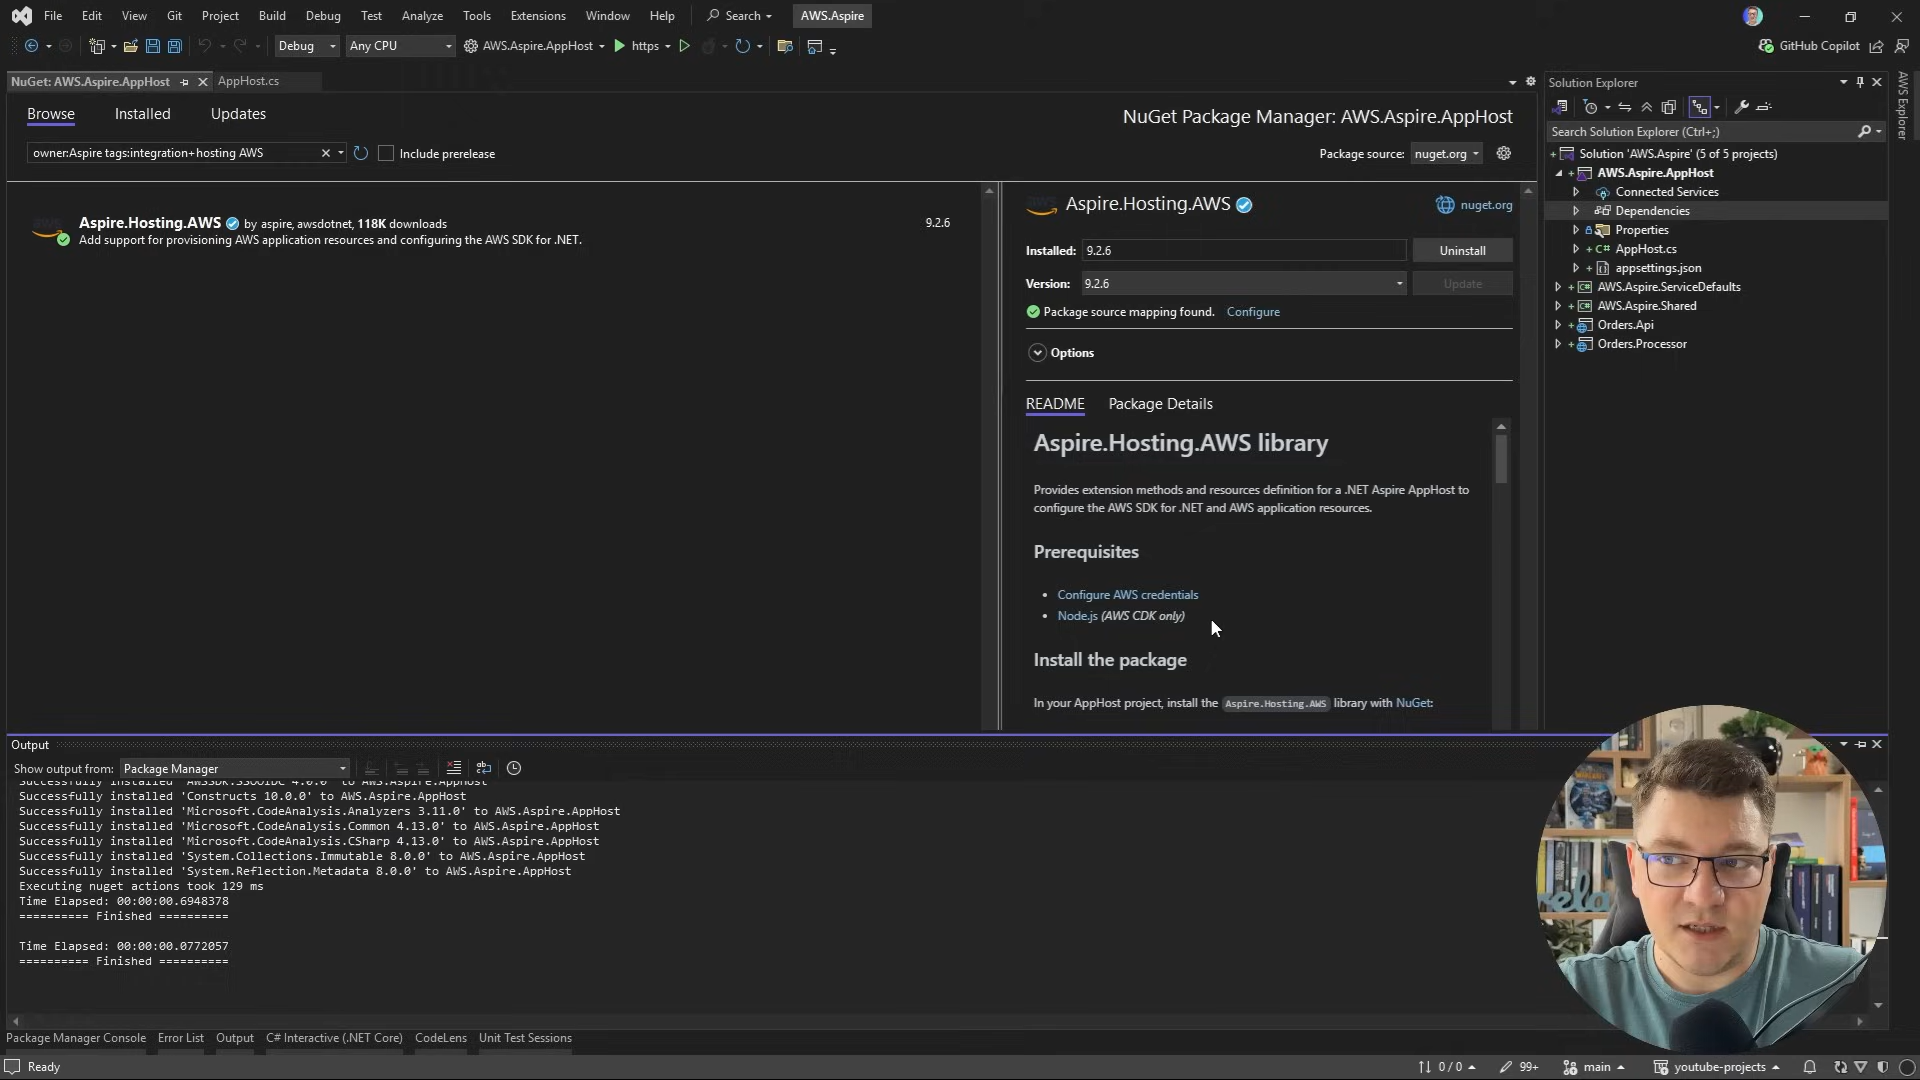 File Edit View Git Project Build Debug Test Analyze Tools Extensions Window Help Search AWS.Aspire
Debug Any CPU AWS.Aspire.AppHost https GitHub Copilot
NuGet: AWS.Aspire.AppHost AppHost.cs
Browse Installed Updates
NuGet Package Manager: AWS.Aspire.AppHost
owner:Aspire tags:integration+hosting AWS Include prerelease
Package source: nuget.org
Aspire.Hosting.AWS by aspire, awsdotnet, 118K downloads 9.2.6
Add support for provisioning AWS application resources and configuring the AWS SDK for .NET.
Aspire.Hosting.AWS nuget.org
Installed: 9.2.6 Uninstall
Version: 9.2.6 Update
Package source mapping found. Configure
Options
README Package Details
Aspire.Hosting.AWS library
Provides extension methods and resources definition for a .NET Aspire AppHost to
configure the AWS SDK for .NET and AWS application resources.
Prerequisites
• Configure AWS credentials
• Node.js (AWS CDK only)
Install the package
In your AppHost project, install the Aspire.Hosting.AWS library with NuGet:
Solution Explorer
Search Solution Explorer (Ctrl+;)
Solution 'AWS.Aspire' (5 of 5 projects)
AWS.Aspire.AppHost
Connected Services
Dependencies
Properties
AppHost.cs
appsettings.json
AWS.Aspire.ServiceDefaults
AWS.Aspire.Shared
Orders.Api
Orders.Processor
AWS Explorer
Output
Show output from: Package Manager
Successfully installed 'AWSSDK.SSOOIDC 4.0.0' to AWS.Aspire.AppHost
Successfully installed 'Constructs 10.0.0' to AWS.Aspire.AppHost
Successfully installed 'Microsoft.CodeAnalysis.Analyzers 3.11.0' to AWS.Aspire.AppHost
Successfully installed 'Microsoft.CodeAnalysis.Common 4.13.0' to AWS.Aspire.AppHost
Successfully installed 'Microsoft.CodeAnalysis.CSharp 4.13.0' to AWS.Aspire.AppHost
Successfully installed 'System.Collections.Immutable 8.0.0' to AWS.Aspire.AppHost
Successfully installed 'System.Reflection.Metadata 8.0.0' to AWS.Aspire.AppHost
Executing nuget actions took 129 ms
Time Elapsed: 00:00:00.6948378
========== Finished ==========
Time Elapsed: 00:00:00.0772057
========== Finished ==========
Package Manager Console Error List Output C# Interactive (.NET Core) CodeLens Unit Test Sessions
Ready 0 / 0 99+ main youtube-projects